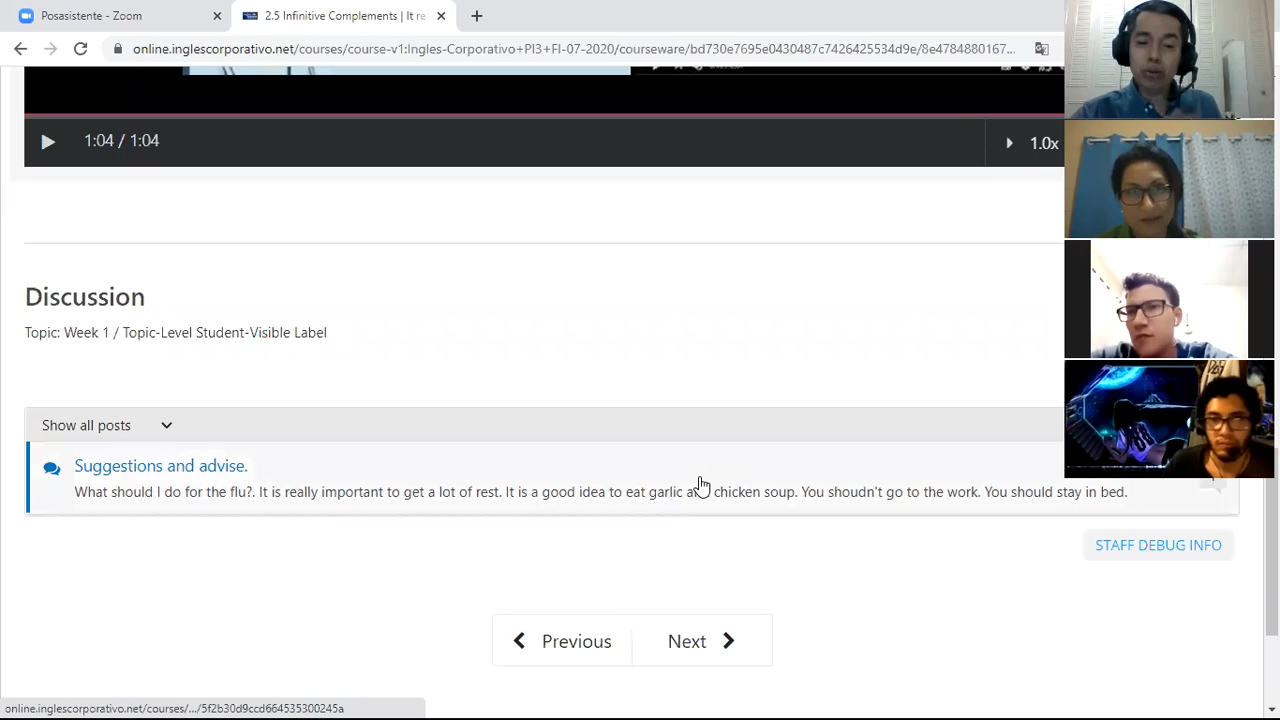 Posasistente - Zoom
2.5 Infinitive Complements | It re
online.inglescorporativo.net/courses/course-v1:Ingles-Corporativo+PID+FI-07-2020/courseware/bd730e7695e0430407c7426425534d9e/8e4784880167...
1:04 / 1:04
1.0x
Discussion
Topic: Week 1 / Topic-Level Student-Visible Label
Show all posts
Suggestions and advise.
What should I do for the flu?. It is really important to get a lot of rest. It is a good idea to eat garlic and chicken soup. You shoudn't go to the work. You should stay in bed.
STAFF DEBUG INFO
Previous
Next
online.inglescorporativo.net/courses/.../5f2b30d9ccd664535300245a